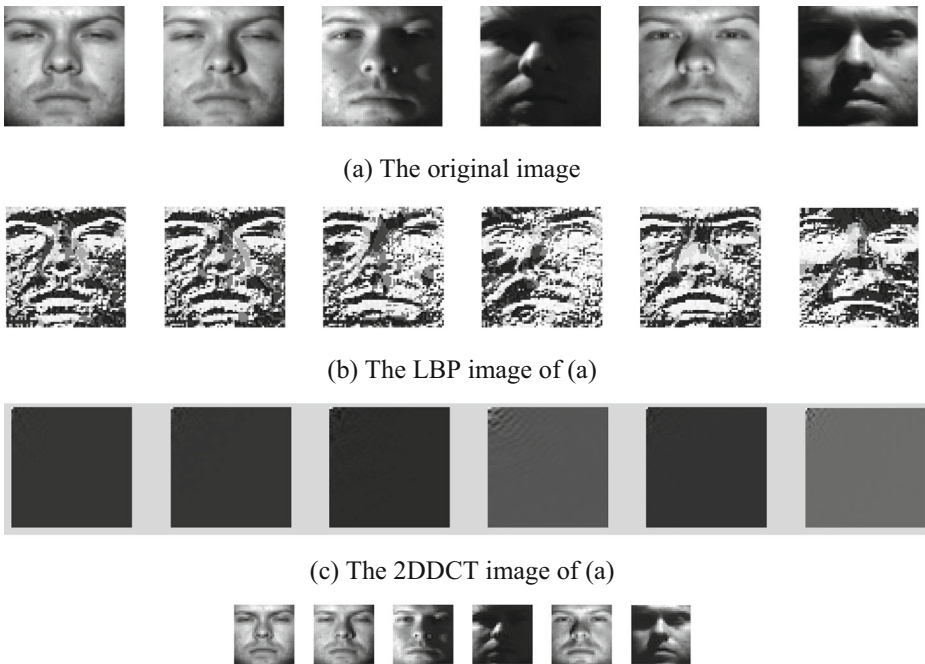 (a) The original image
(b) The LBP image of (a)
(c) The 2DDCT image of (a)